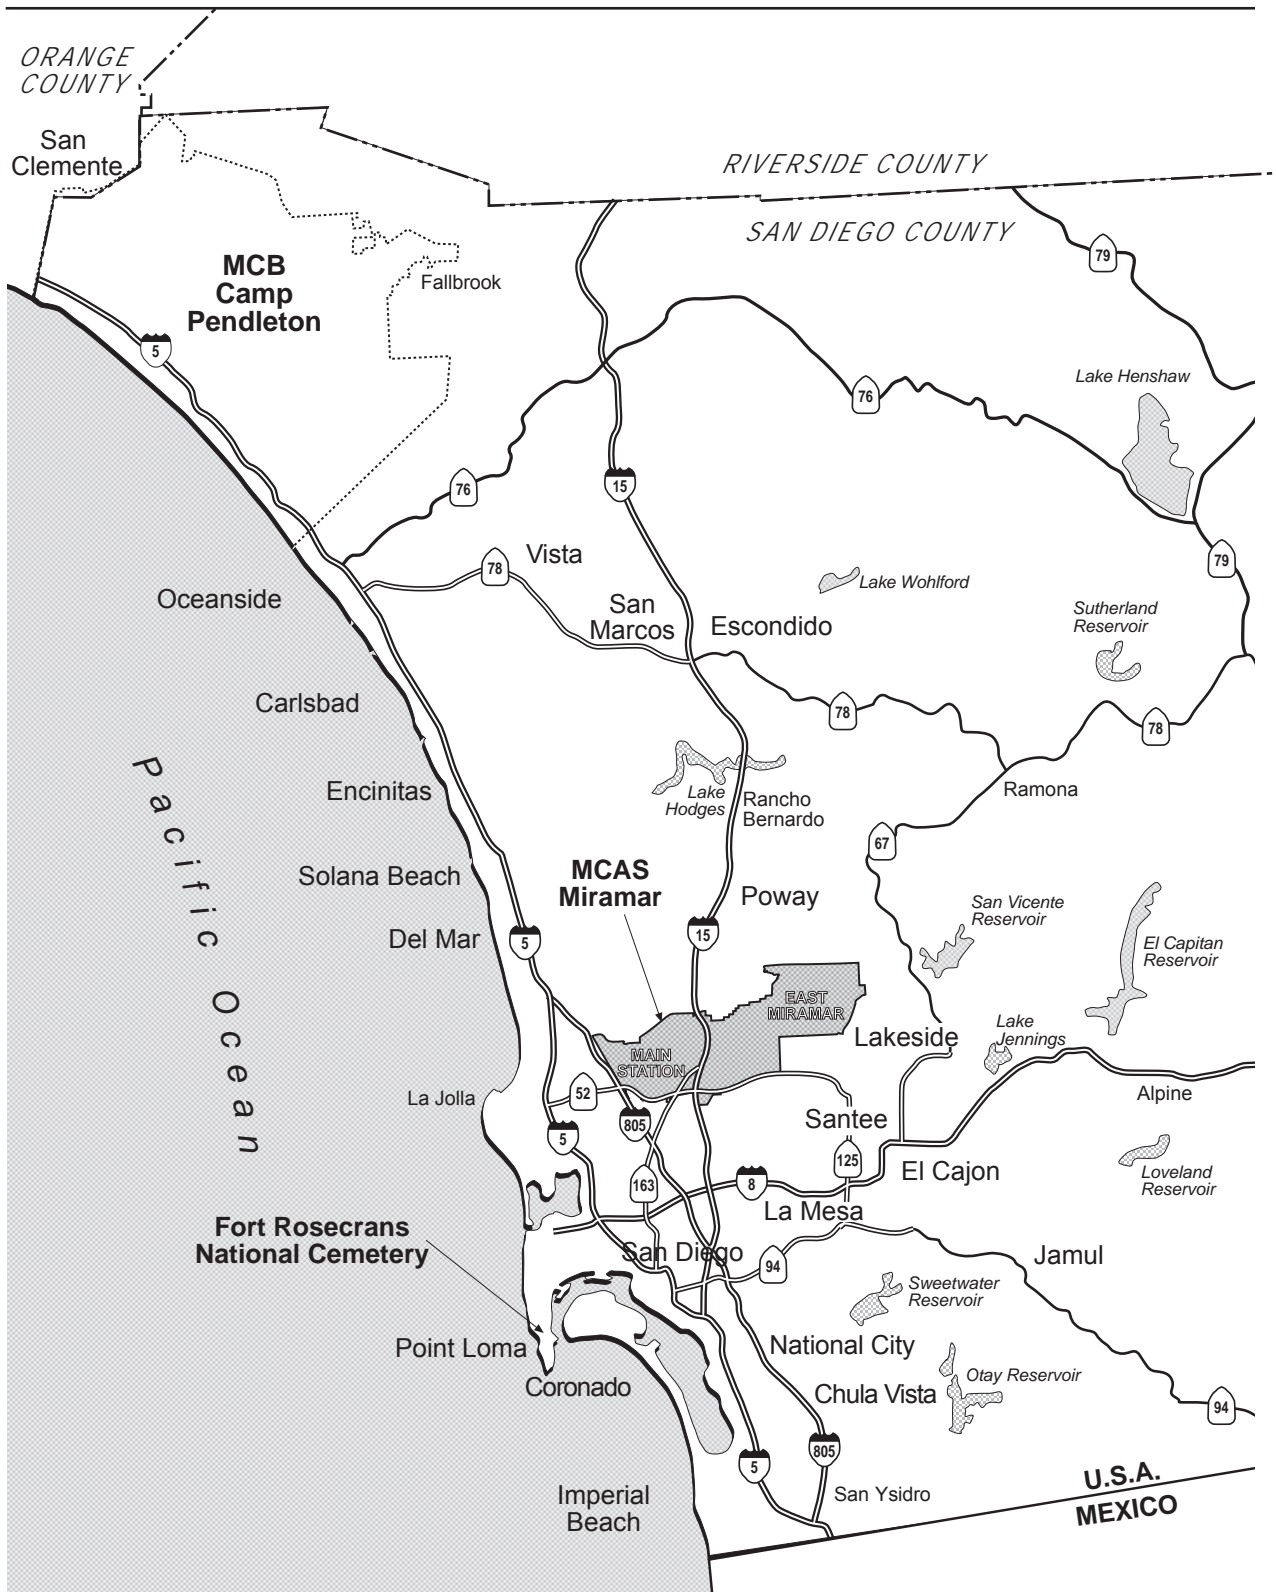 ORANGE
COUNTY
San
Clemente
RIVERSIDE COUNTY
SAN DIEGO COUNTY
79
MCB
Camp
Pendleton
Fallbrook
5
Lake Henshaw
76
76
15
79
78
Vista
Lake Wohlford
Oceanside
San
Marcos
Escondido
Sutherland
Reservoir
Carlsbad
78
78
Pacific Ocean
Encinitas
Lake
Hodges
Rancho
Bernardo
Ramona
67
MCAS
Miramar
Solana Beach
Poway
San Vicente
Reservoir
Del Mar
5
15
El Capitan
Reservoir
EAST
MIRAMAR
Lakeside
Lake
Jennings
MAIN
STATION
La Jolla
52
Alpine
805
Santee
5
125
163
8
El Cajon
Loveland
Reservoir
La Mesa
Fort Rosecrans
National Cemetery
San Diego
94
Jamul
Sweetwater
Reservoir
Point Loma
National City
Coronado
Chula Vista
Otay Reservoir
94
5
805
U.S.A.
MEXICO
San Ysidro
Imperial
Beach